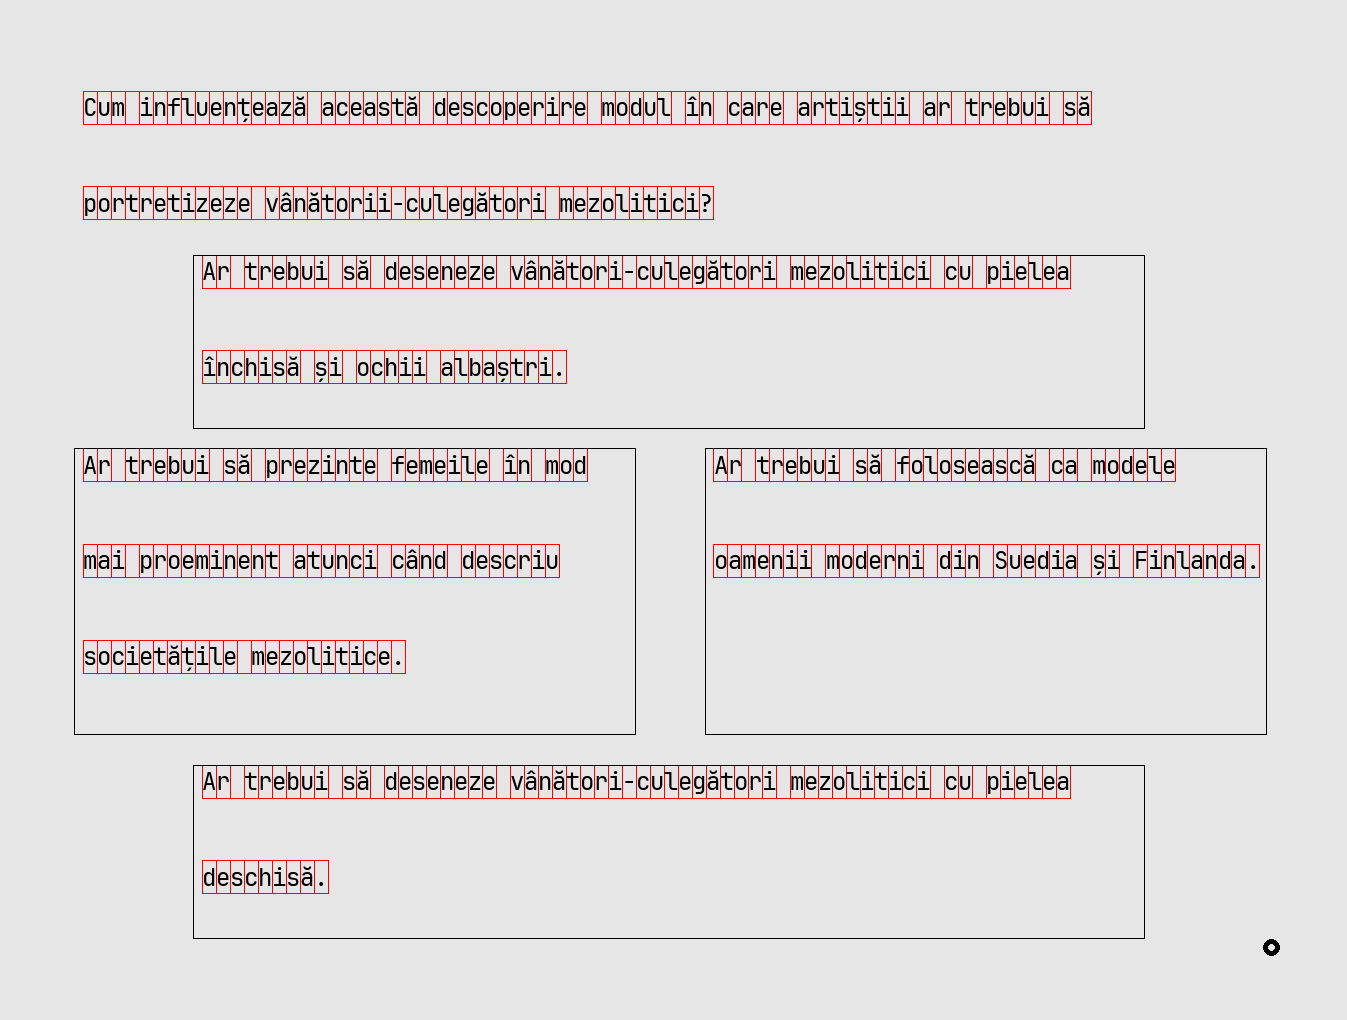 Cum influențează această descoperire modul în care artiștii ar trebui să
portretizeze vânătorii-culegători mezolitici?
Ar trebui să deseneze vânători-culegători mezolitici cu pielea
închisă și ochii albaștri.
Ar trebui să prezinte femeile în mod
mai proeminent atunci când descriu
societățile mezolitice.
Ar trebui să folosească ca modele
oamenii moderni din Suedia și Finlanda.
Ar trebui să deseneze vânători-culegători mezolitici cu pielea
deschisă.